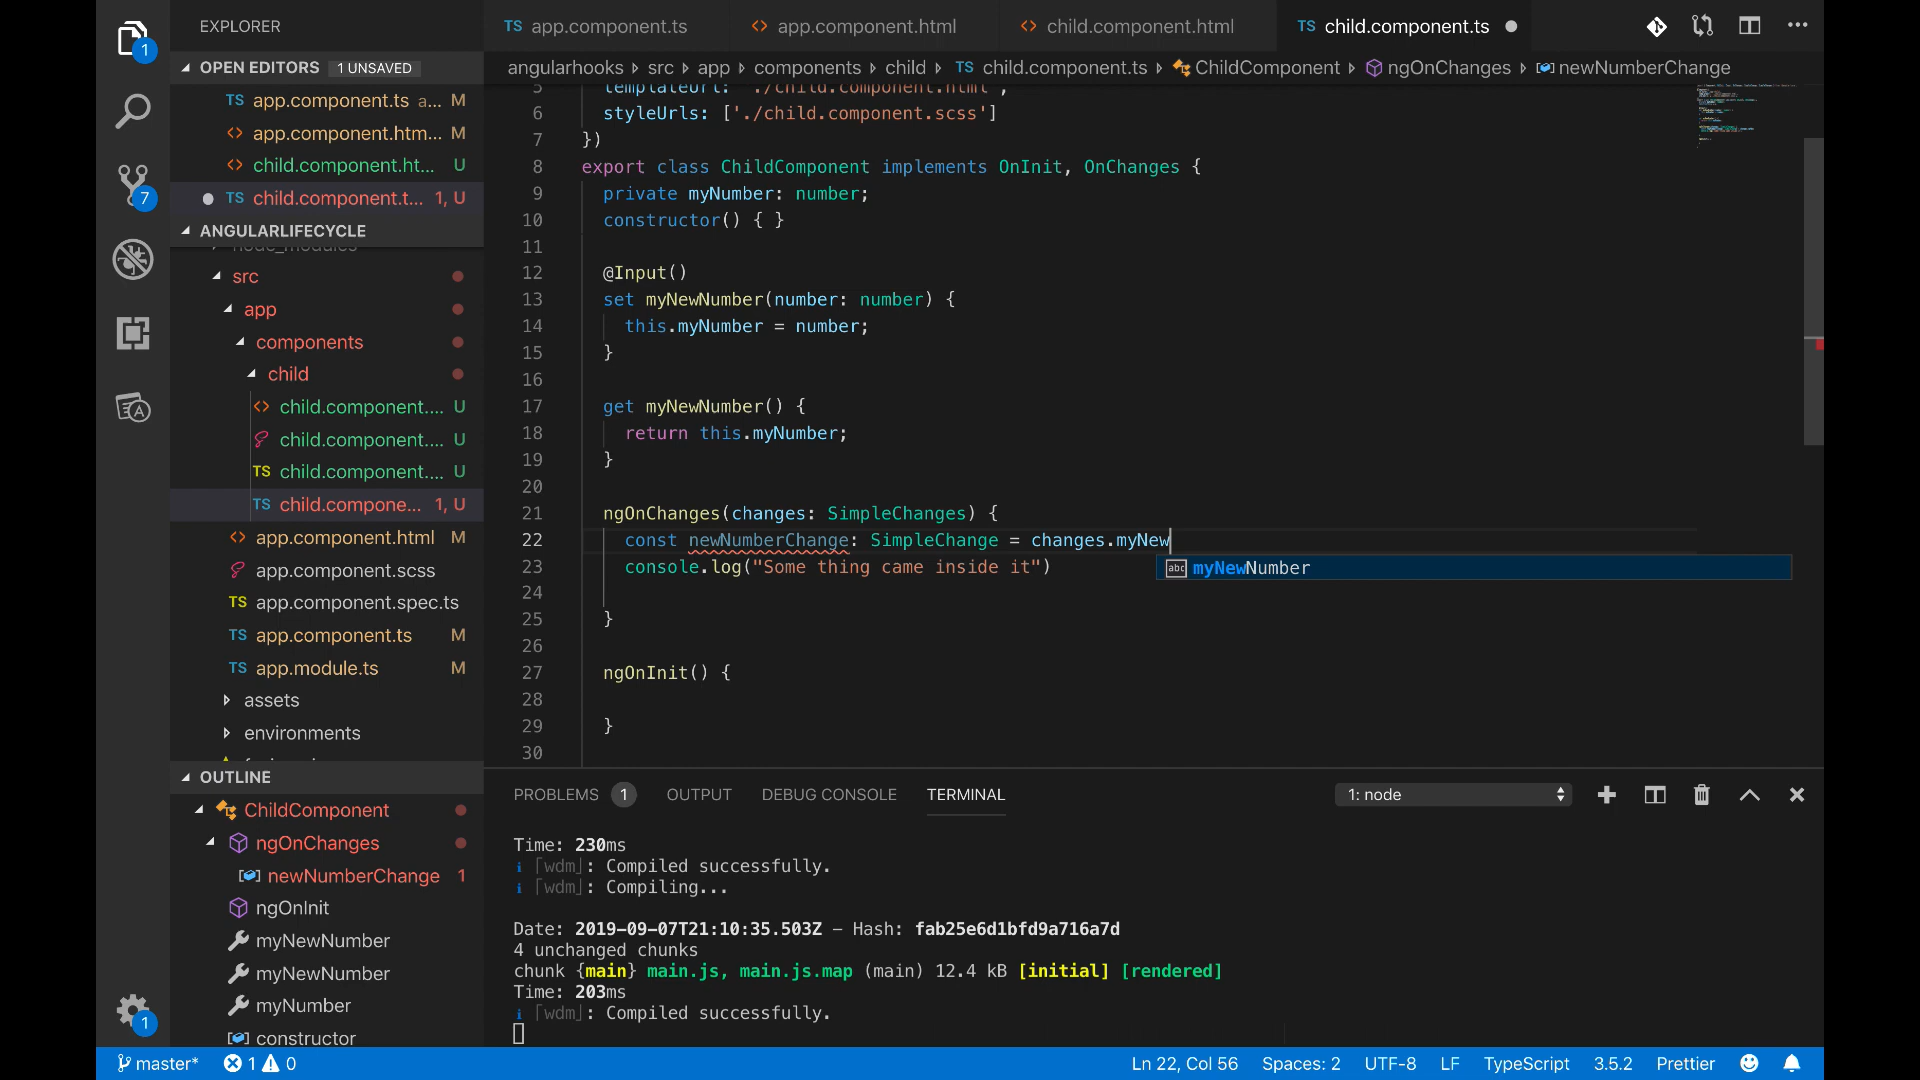 1
7
1
EXPLORER
OPEN EDITORS 1 UNSAVED
TS app.component.ts a... M
<> app.component.htm... M
<> child.component.ht... U
TS child.component.t... 1, U
ANGULARLIFECYCLE
node_modules
src
app
components
child
<> child.component.... U
child.component.... U
TS child.component.... U
TS child.compone... 1, U
<> app.component.html M
app.component.scss
TS app.component.spec.ts
TS app.component.ts M
TS app.module.ts M
assets
environments
OUTLINE
ChildComponent
ngOnChanges
newNumberChange 1
ngOnInit
myNewNumber
myNewNumber
myNumber
constructor
TS app.component.ts <> app.component.html <> child.component.html TS child.component.ts
angularhooks › src › app › components › child › TS child.component.ts › ChildComponent › ngOnChanges › newNumberChange
5 templateUrl: './child.component.html',
6 styleUrls: ['./child.component.scss']
7 })
8 export class ChildComponent implements OnInit, OnChanges {
9 private myNumber: number;
10 constructor() { }
11
12 @Input()
13 set myNewNumber(number: number) {
14 this.myNumber = number;
15 }
16
17 get myNewNumber() {
18 return this.myNumber;
19 }
20
21 ngOnChanges(changes: SimpleChanges) {
22 const newNumberChange: SimpleChange = changes.myNew
abc myNewNumber
23 console.log("Some thing came inside it")
24
25 }
26
27 ngOnInit() {
28
29 }
30
PROBLEMS 1 OUTPUT DEBUG CONSOLE TERMINAL 1: node
Time: 230ms
ℹ ｢wdm｣: Compiled successfully.
ℹ ｢wdm｣: Compiling...
Date: 2019-09-07T21:10:35.503Z - Hash: fab25e6d1bfd9a716a7d
4 unchanged chunks
chunk {main} main.js, main.js.map (main) 12.4 kB [initial] [rendered]
Time: 203ms
ℹ ｢wdm｣: Compiled successfully.
master* 1 0 Ln 22, Col 56 Spaces: 2 UTF-8 LF TypeScript 3.5.2 Prettier